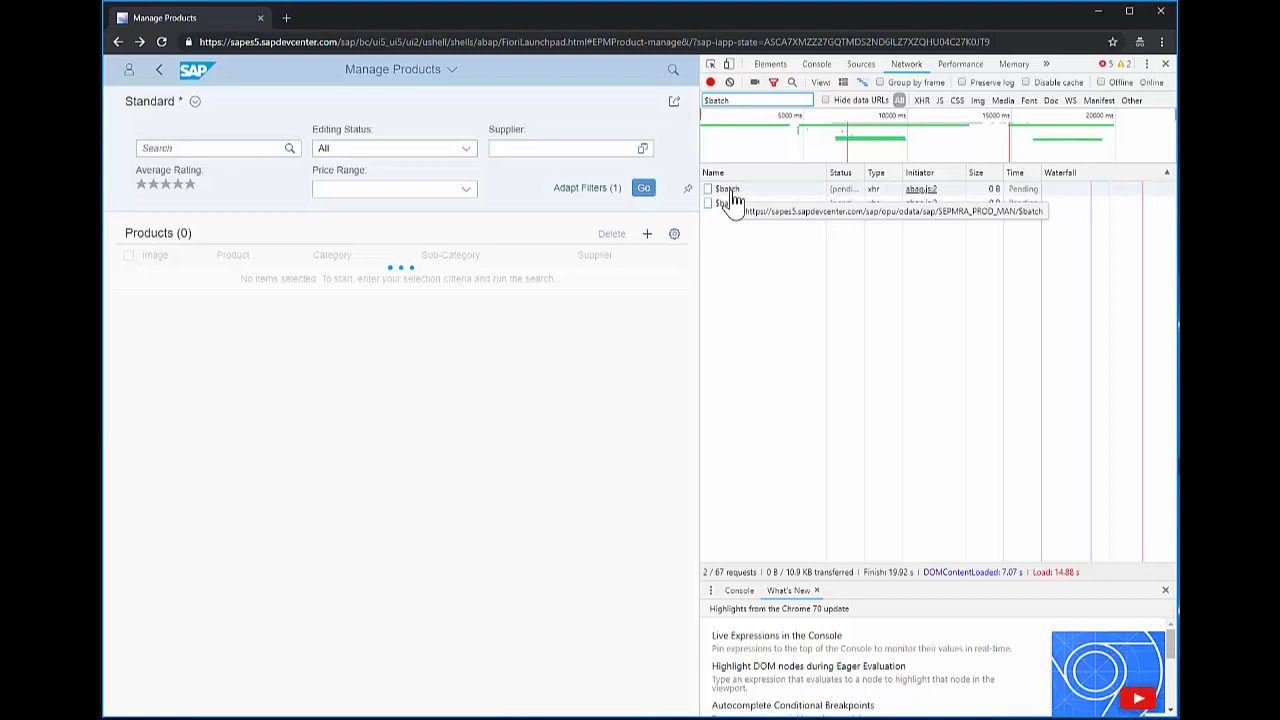 Manage Products
https://sapes5.sapdevcenter.com/sap/bc/ui5_ui5/ui2/ushell/shells/abap/FioriLaunchpad.html#EPMProduct-manage&/?sap-iapp-state=ASCA7XMZZ27GQTMDS2ND6ILZ7XZQHU04C27K0JT9
SAP
Manage Products
Standard *
Editing Status:
Supplier:
Search
All
Average Rating:
Price Range:
Adapt Filters (1)
Go
Products (0)
Delete
Image
Product
Category
Sub-Category
Supplier
No items selected. To start, enter your selection criteria and run the search.
Elements
Console
Sources
Network
Performance
Memory
5
2
View:
Group by frame
Preserve log
Disable cache
Offline
Online
$batch
Hide data URLs
All
XHR
JS
CSS
Img
Media
Font
Doc
WS
Manifest
Other
5000 ms
10000 ms
15000 ms
20000 ms
Name
Status
Type
Initiator
Size
Time
Waterfall
$batch
(pendi...
xhr
abap.js:2
0 B
Pending
https://sapes5.sapdevcenter.com/sap/opu/odata/sap/SEPMRA_PROD_MAN/$batch
2 / 67 requests
0 B / 10.9 KB transferred
Finish: 19.92 s
DOMContentLoaded: 7.07 s
Load: 14.88 s
Console
What's New
Highlights from the Chrome 70 update
Live Expressions in the Console
Pin expressions to the top of the Console to monitor their values in real-time.
Highlight DOM nodes during Eager Evaluation
Type an expression that evaluates to a node to highlight that node in the
viewport.
Autocomplete Conditional Breakpoints